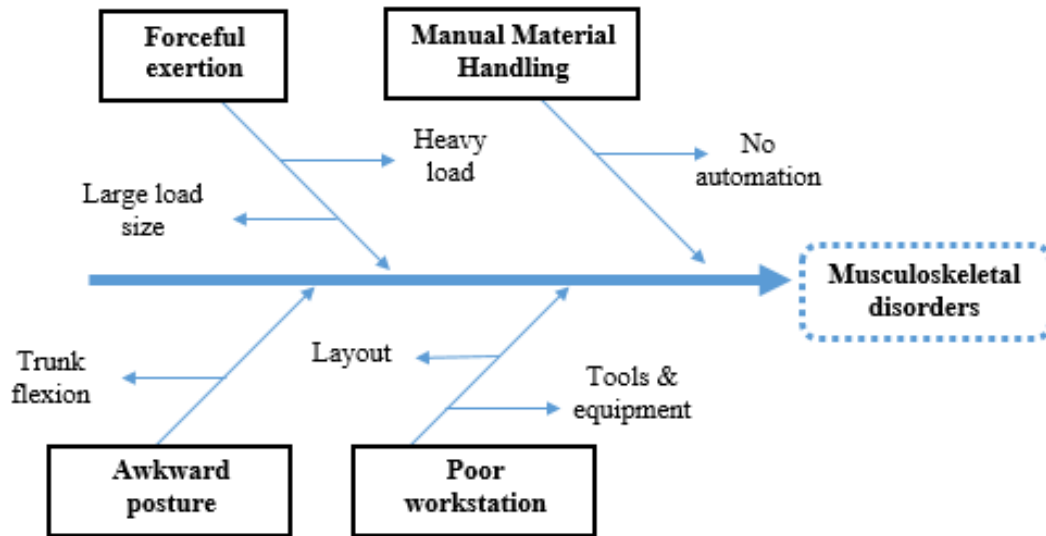 Forceful
exertion
Manual Material
Handling
Heavy
load
No
automation
Large load
size
Musculoskeletal
disorders
Trunk
flexion
Layout
Tools &
equipment
Awkward
posture
Poor
workstation